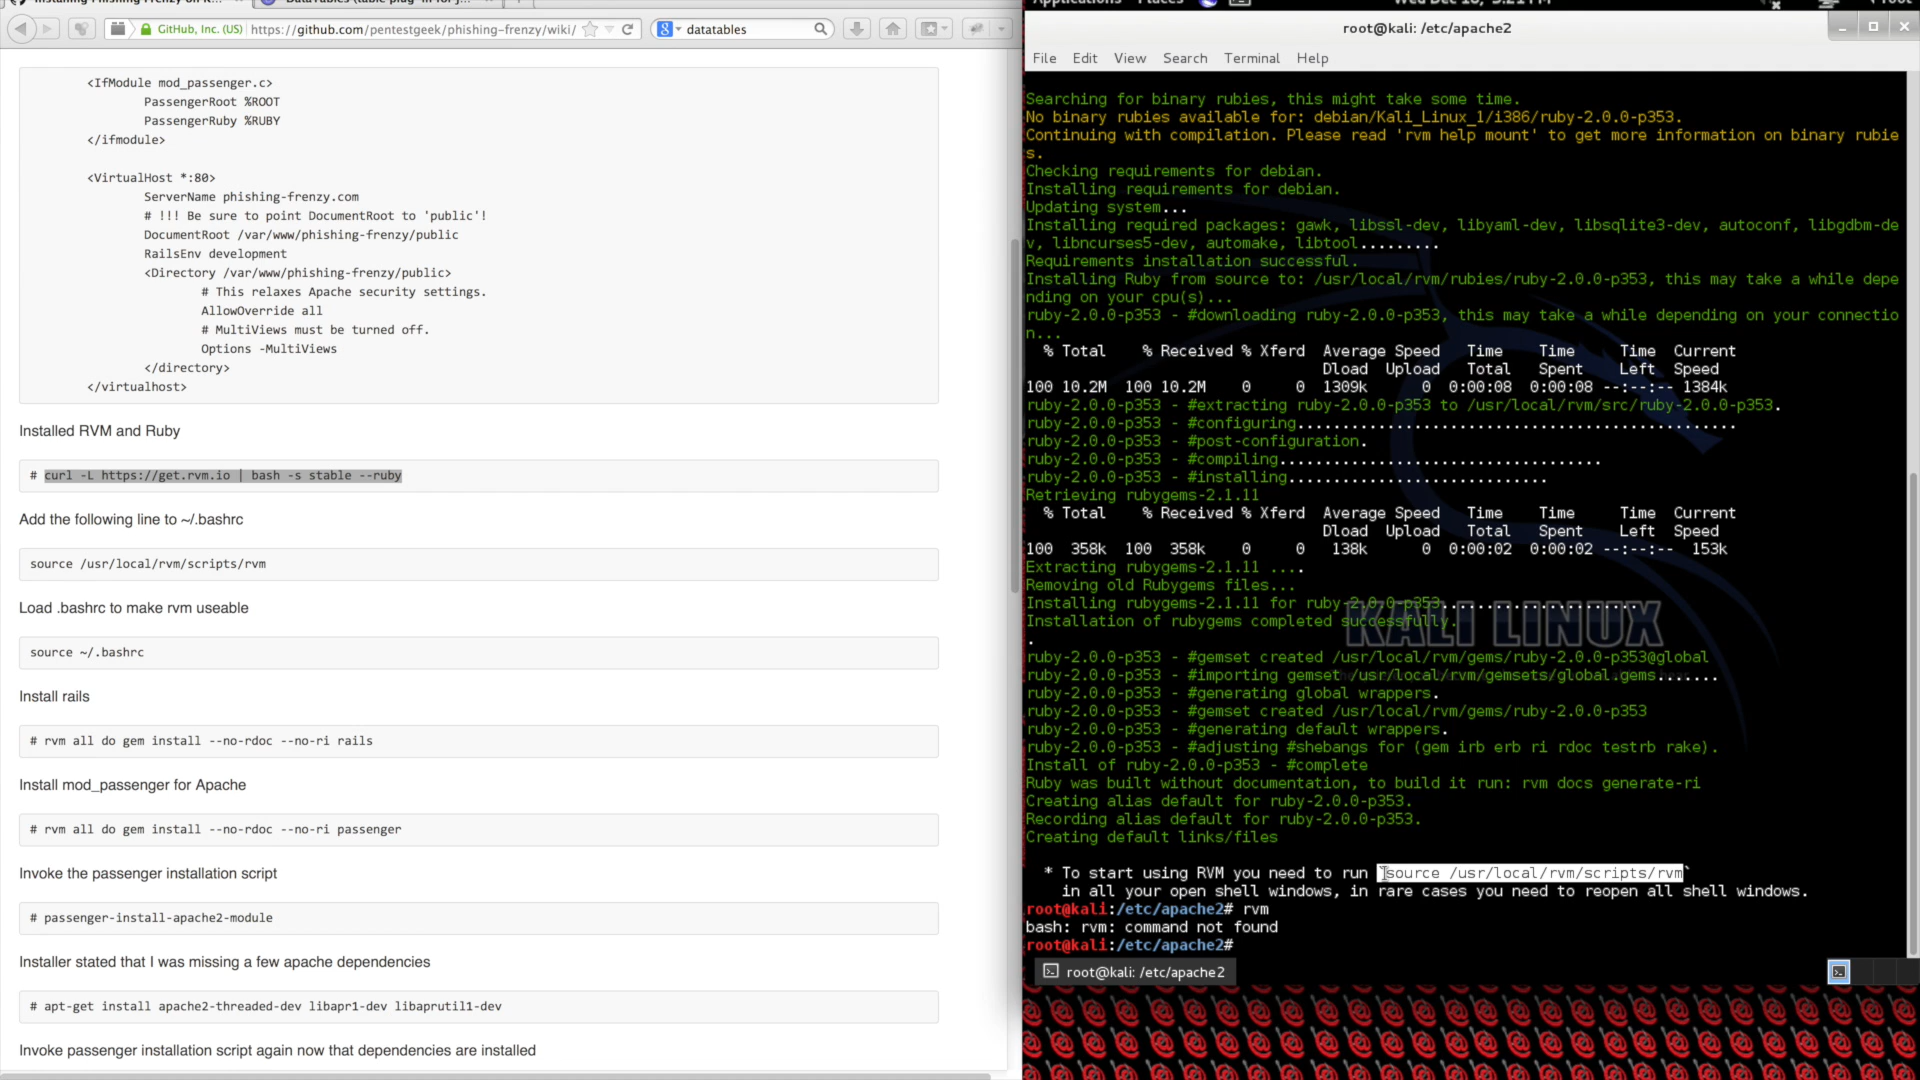 Installing Phishing Frenzy on K...
DataTables (table plug-in for j...
GitHub, Inc. (US)
https://github.com/pentestgeek/phishing-frenzy/wiki/
datatables
<IfModule mod_passenger.c>
PassengerRoot %ROOT
PassengerRuby %RUBY
</ifmodule>
<VirtualHost *:80>
ServerName phishing-frenzy.com
# !!! Be sure to point DocumentRoot to 'public'!
DocumentRoot /var/www/phishing-frenzy/public
RailsEnv development
<Directory /var/www/phishing-frenzy/public>
# This relaxes Apache security settings.
AllowOverride all
# MultiViews must be turned off.
Options -MultiViews
</directory>
</virtualhost>
Installed RVM and Ruby
# curl -L https://get.rvm.io | bash -s stable --ruby
Add the following line to ~/.bashrc
source /usr/local/rvm/scripts/rvm
Load .bashrc to make rvm useable
source ~/.bashrc
Install rails
# rvm all do gem install --no-rdoc --no-ri rails
Install mod_passenger for Apache
# rvm all do gem install --no-rdoc --no-ri passenger
Invoke the passenger installation script
# passenger-install-apache2-module
Installer stated that I was missing a few apache dependencies
# apt-get install apache2-threaded-dev libapr1-dev libaprutil1-dev
Invoke passenger installation script again now that dependencies are installed
Applications Places
root@kali: /etc/apache2
File Edit View Search Terminal Help
Searching for binary rubies, this might take some time.
No binary rubies available for: debian/Kali_Linux_1/i386/ruby-2.0.0-p353.
Continuing with compilation. Please read 'rvm help mount' to get more information on binary rubie
s.
Checking requirements for debian.
Installing requirements for debian.
Updating system...
Installing required packages: gawk, libssl-dev, libyaml-dev, libsqlite3-dev, autoconf, libgdbm-de
v, libncurses5-dev, automake, libtool.........
Requirements installation successful.
Installing Ruby from source to: /usr/local/rvm/rubies/ruby-2.0.0-p353, this may take a while depe
nding on your cpu(s)...
ruby-2.0.0-p353 - #downloading ruby-2.0.0-p353, this may take a while depending on your connectio
n...
% Total % Received % Xferd Average Speed Time Time Time Current
Dload Upload Total Spent Left Speed
100 10.2M 100 10.2M 0 0 1309k 0 0:00:08 0:00:08 --:--:-- 1384k
ruby-2.0.0-p353 - #extracting ruby-2.0.0-p353 to /usr/local/rvm/src/ruby-2.0.0-p353.
ruby-2.0.0-p353 - #configuring.................................................
ruby-2.0.0-p353 - #post-configuration.
ruby-2.0.0-p353 - #compiling....................................
ruby-2.0.0-p353 - #installing.............................
Retrieving rubygems-2.1.11
% Total % Received % Xferd Average Speed Time Time Time Current
Dload Upload Total Spent Left Speed
100 358k 100 358k 0 0 138k 0 0:00:02 0:00:02 --:--:-- 153k
Extracting rubygems-2.1.11 ....
Removing old Rubygems files...
Installing rubygems-2.1.11 for ruby-2.0.0-p353......................
Installation of rubygems completed successfully.
.
KALI LINUX
ruby-2.0.0-p353 - #gemset created /usr/local/rvm/gems/ruby-2.0.0-p353@global
ruby-2.0.0-p353 - #importing gemset /usr/local/rvm/gemsets/global.gems.......
ruby-2.0.0-p353 - #generating global wrappers.
ruby-2.0.0-p353 - #gemset created /usr/local/rvm/gems/ruby-2.0.0-p353
ruby-2.0.0-p353 - #generating default wrappers.
ruby-2.0.0-p353 - #adjusting #shebangs for (gem irb erb ri rdoc testrb rake).
Install of ruby-2.0.0-p353 - #complete
Ruby was built without documentation, to build it run: rvm docs generate-ri
Creating alias default for ruby-2.0.0-p353.
Recording alias default for ruby-2.0.0-p353.
Creating default links/files
* To start using RVM you need to run `source /usr/local/rvm/scripts/rvm`
in all your open shell windows, in rare cases you need to reopen all shell windows.
root@kali:/etc/apache2# rvm
bash: rvm: command not found
root@kali:/etc/apache2#
root@kali: /etc/apache2